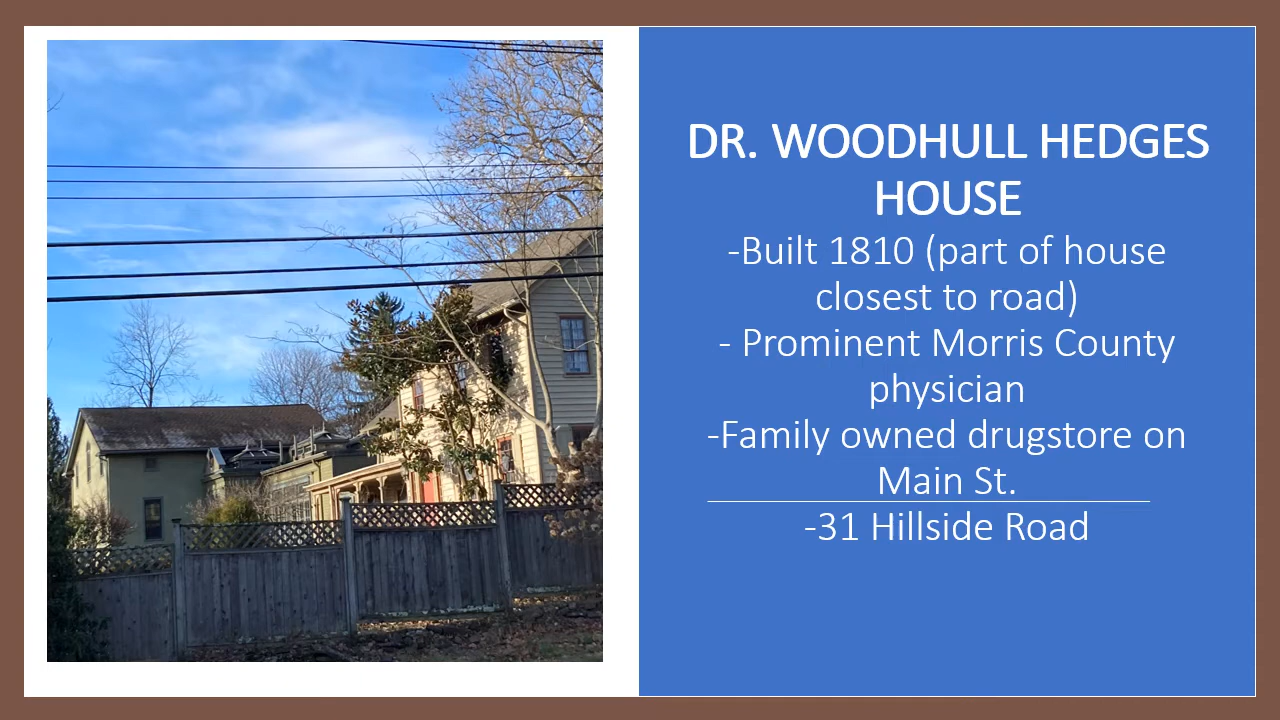 DR. WOODHULL HEDGES
HOUSE
-Built 1810 (part of house
closest to road)
- Prominent Morris County
physician
-Family owned drugstore on
Main St.
-31 Hillside Road